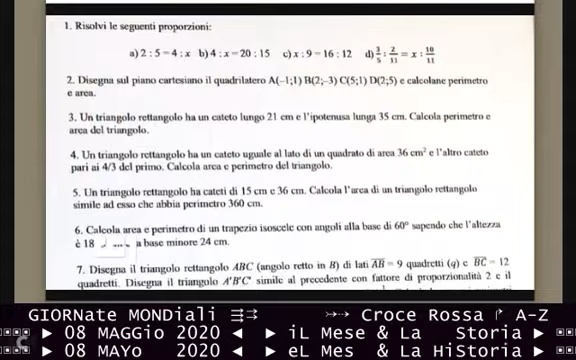 1. Risolvi le seguenti proporzioni:
a) 2 : 5 = 4 : x b) 4 : x = 20 : 15 c) x : 9 = 16 : 12 d) 3/5 : 2/11 = x : 10/11
2. Disegna sul piano cartesiano il quadrilatero A(-1;1) B(2;-3) C(5;1) D(2;5) e calcolane perimetro
e area.
3. Un triangolo rettangolo ha un cateto lungo 21 cm e l'ipotenusa lunga 35 cm. Calcola perimetro e
area del triangolo.
4. Un triangolo rettangolo ha un cateto uguale al lato di un quadrato di area 36 cm² e l'altro cateto
pari ai 4/3 del primo. Calcola area e perimetro del triangolo.
5. Un triangolo rettangolo ha cateti di 15 cm e 36 cm. Calcola l'area di un triangolo rettangolo
simile ad esso che abbia perimetro 360 cm.
6. Calcola area e perimetro di un trapezio isoscele con angoli alla base di 60° sapendo che l'altezza
è 18 a base minore 24 cm.
7. Disegna il triangolo rettangolo ABC (angolo retto in B) di lati AB = 9 quadretti (q) e BC = 12
quadretti. Disegna il triangolo A'B'C' simile al precedente con fattore di proporzionalità 2 e il
GIORNate MONDiali ⇶ ⤐ Croce Rossa ↱ A-Z
► 08 MAGGio 2020 ◄ ► iL Mese & La Storia ►
► 08 MAYo 2020 ◄ ► eL Mes & La HiStoria ►